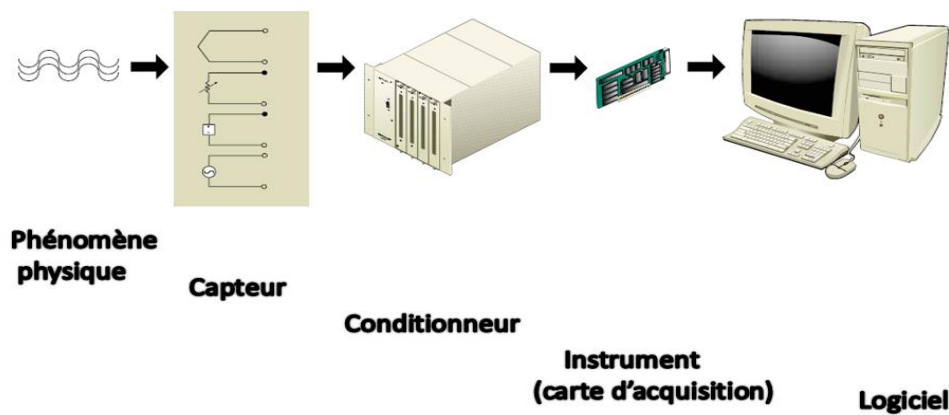 Phénomène
physique
Capteur
Conditionneur
Instrument
(carte d’acquisition)
Logiciel